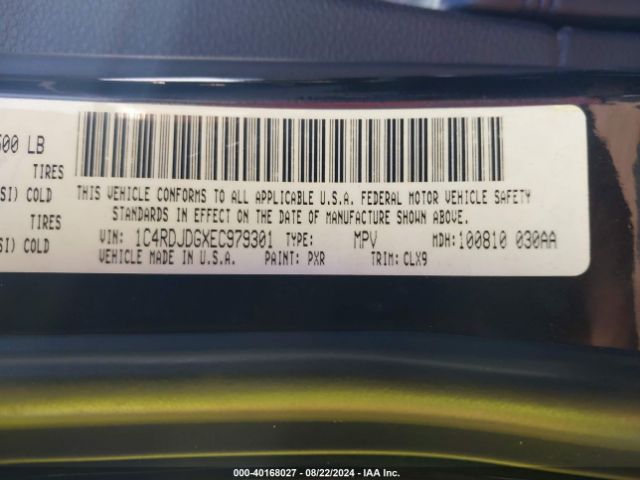 500 LB
TIRES
SI) COLD
TIRES
SI) COLD
THIS VEHICLE CONFORMS TO ALL APPLICABLE U.S.A. FEDERAL MOTOR VEHICLE SAFETY
STANDARDS IN EFFECT ON THE DATE OF MANUFACTURE SHOWN ABOVE.
VIN: 1C4RDJDGXEC979301 TYPE: MPV MDH:100810 030AA
VEHICLE MADE IN U.S.A. PAINT: PXR TRIM: CLX9
000-40168027 - 08/22/2024 - IAA Inc.